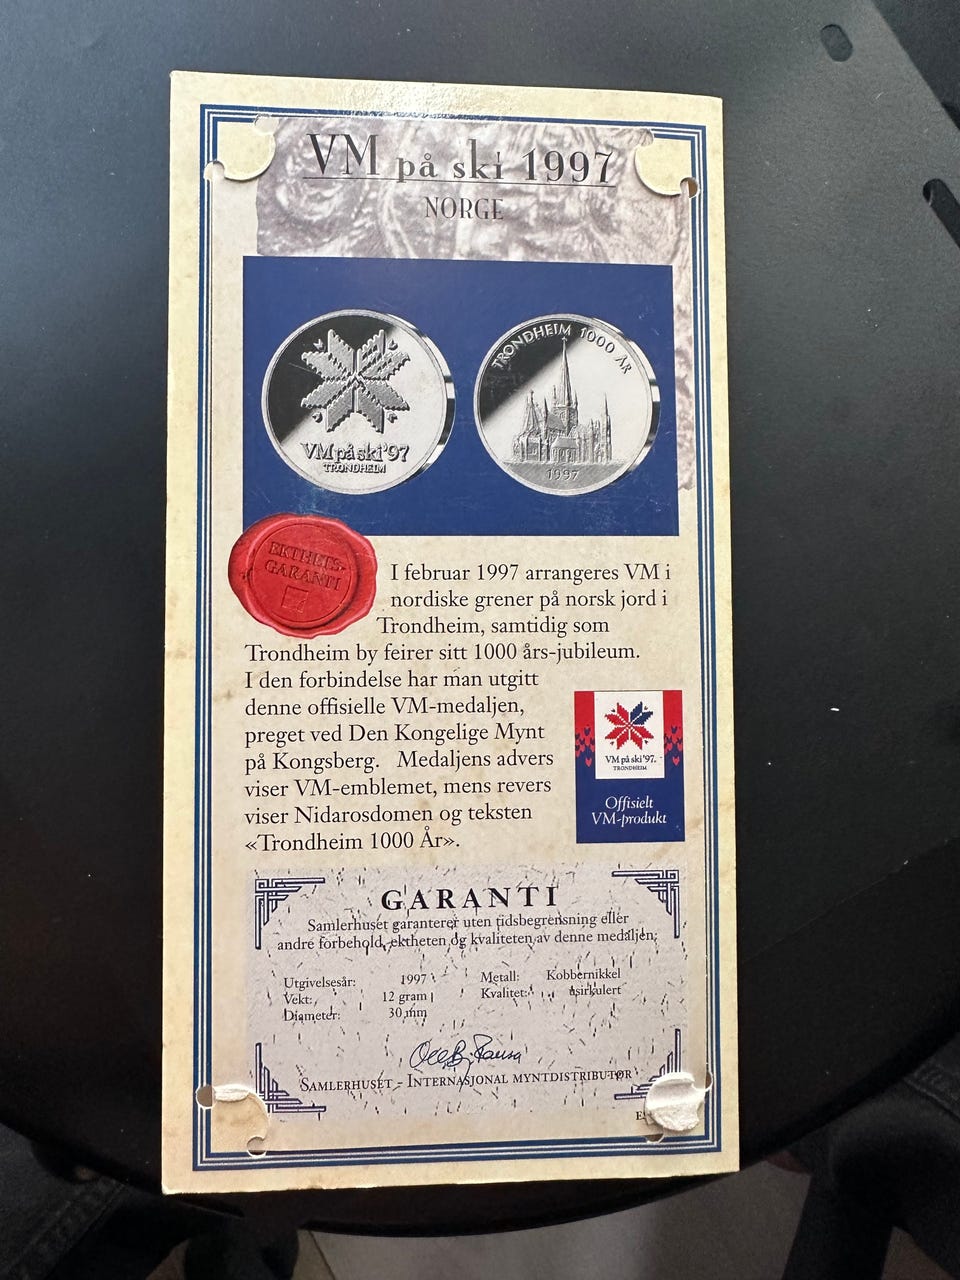 VM på ski 1997
NORGE
VM på ski '97
TRONDHEIM
TRONDHEIM 1000 ÅR
1997
EKTHETS-
GARANTI
I februar 1997 arrangeres VM i
nordiske grener på norsk jord i
Trondheim, samtidig som
Trondheim by feirer sitt 1000 års-jubileum.
I den forbindelse har man utgitt
denne offisielle VM-medaljen,
preget ved Den Kongelige Mynt
på Kongsberg. Medaljens advers
viser VM-emblemet, mens revers
viser Nidarosdomen og teksten
«Trondheim 1000 År».
VM på ski '97.
TRONDHEIM
Offisielt
VM-produkt
GARANTI
Samlerhuset garanterer uten tidsbegrensning eller
andre forbehold, ektheten og kvaliteten av denne medaljen.
Utgivelsesår: 1997 Metall: Kobbernikkel
Vekt: 12 gram Kvalitet: usirkulert
Diameter: 30 mm
SAMLERHUSET - INTERNASJONAL MYNTDISTRIBUTØR